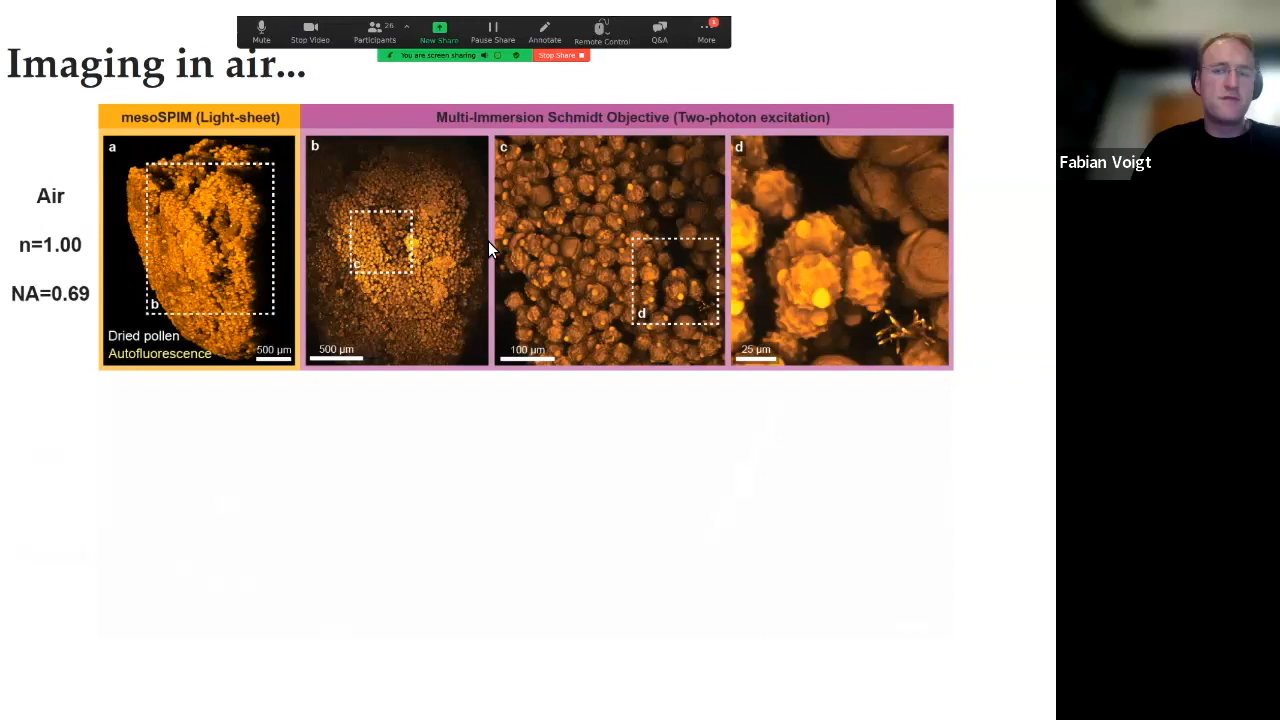 Mute
Stop Video
26
Participants
New Share
Pause Share
Annotate
Remote Control
Q&A
3
More
You are screen sharing
Stop Share
Imaging in air...
mesoSPIM (Light-sheet)
Multi-Immersion Schmidt Objective (Two-photon excitation)
Air
n=1.00
NA=0.69
a
b
Dried pollen
Autofluorescence
500 µm
b
c
500 µm
c
d
100 µm
d
25 µm
Fabian Voigt